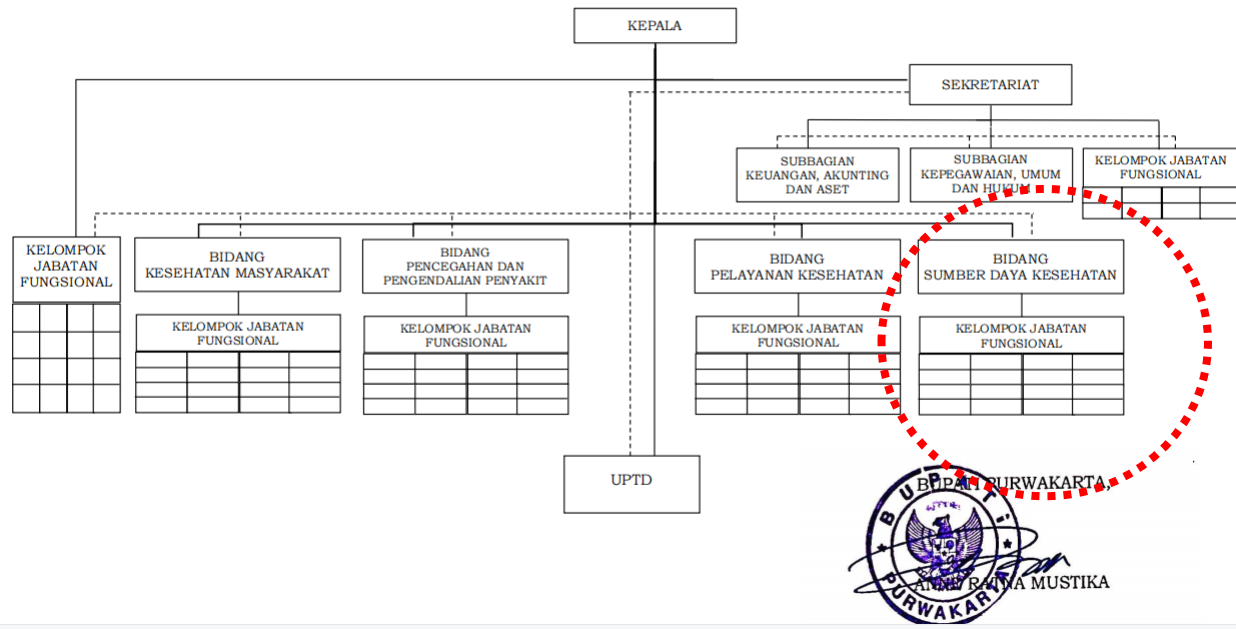 KEPALA
SEKRETARIAT
SUBBAGIAN
KEUANGAN, AKUNTING
DAN ASET
SUBBAGIAN
KEPEGAWAIAN, UMUM
DAN HUKUM
KELOMPOK JABATAN
FUNGSIONAL
KELOMPOK
JABATAN
FUNGSIONAL
BIDANG
KESEHATAN MASYARAKAT
BIDANG
PENCEGAHAN DAN
PENGENDALIAN PENYAKIT
BIDANG
PELAYANAN KESEHATAN
BIDANG
SUMBER DAYA KESEHATAN
KELOMPOK JABATAN
FUNGSIONAL
KELOMPOK JABATAN
FUNGSIONAL
KELOMPOK JABATAN
FUNGSIONAL
KELOMPOK JABATAN
FUNGSIONAL
UPTD
BUPATI PURWAKARTA,
BUPATI
PURWAKARTA
ANNE RATNA MUSTIKA